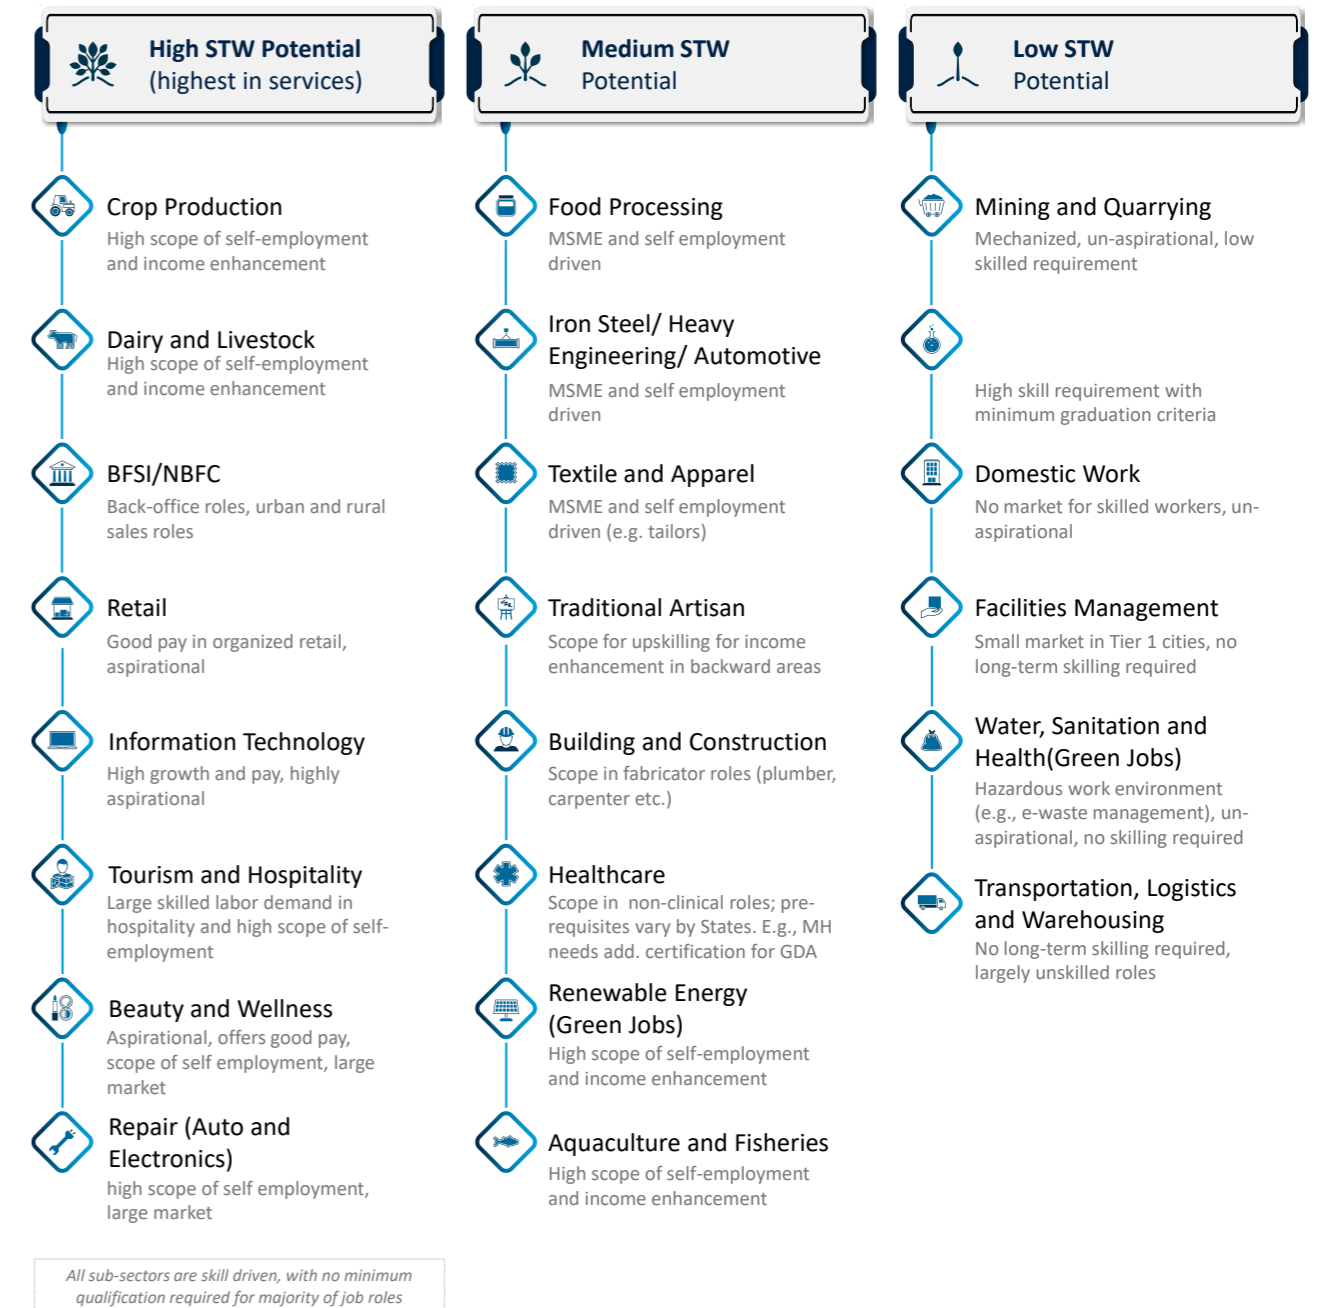 High STW Potential
(highest in services)
Crop Production
High scope of self-employment
and income enhancement
Dairy and Livestock
High scope of self-employment
and income enhancement
BFSI/NBFC
Back-office roles, urban and rural
sales roles
Retail
Good pay in organized retail,
aspirational
Information Technology
High growth and pay, highly
aspirational
Tourism and Hospitality
Large skilled labor demand in
hospitality and high scope of self-
employment
Beauty and Wellness
Aspirational, offers good pay,
scope of self employment, large
market
Repair (Auto and
Electronics)
high scope of self employment,
large market
All sub-sectors are skill driven, with no minimum
qualification required for majority of job roles
Medium STW
Potential
Food Processing
MSME and self employment
driven
Iron Steel/ Heavy
Engineering/ Automotive
MSME and self employment
driven
Textile and Apparel
MSME and self employment
driven (e.g. tailors)
Traditional Artisan
Scope for upskilling for income
enhancement in backward areas
Building and Construction
Scope in fabricator roles (plumber,
carpenter etc.)
Healthcare
Scope in  non-clinical roles; pre-
requisites vary by States. E.g., MH
needs add. certification for GDA
Renewable Energy
(Green Jobs)
High scope of self-employment
and income enhancement
Aquaculture and Fisheries
High scope of self-employment
and income enhancement
Low STW
Potential
Mining and Quarrying
Mechanized, un-aspirational, low
skilled requirement
High skill requirement with
minimum graduation criteria
Domestic Work
No market for skilled workers, un-
aspirational
Facilities Management
Small market in Tier 1 cities, no
long-term skilling required
Water, Sanitation and
Health(Green Jobs)
Hazardous work environment
(e.g., e-waste management), un-
aspirational, no skilling required
Transportation, Logistics
and Warehousing
No long-term skilling required,
largely unskilled roles